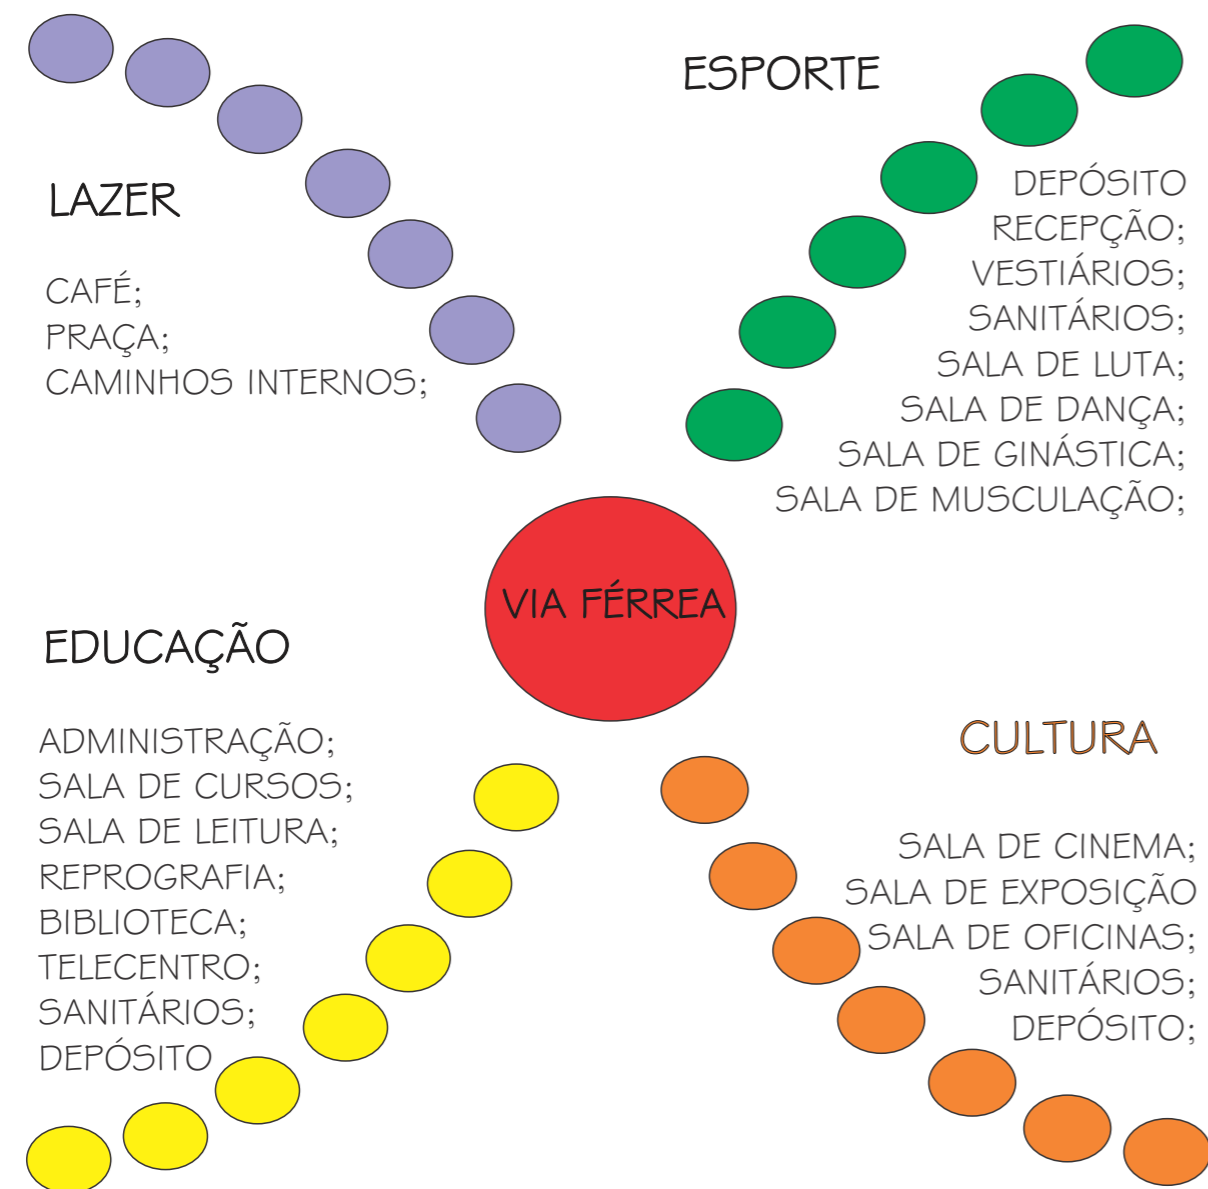 LAZER
CAFÉ;
PRAÇA;
CAMINHOS INTERNOS;
ESPORTE
DEPÓSITO
RECEPÇÃO;
VESTIÁRIOS;
SANITÁRIOS;
SALA DE LUTA;
SALA DE DANÇA;
SALA DE GINÁSTICA;
SALA DE MUSCULAÇÃO;
VIA FÉRREA
EDUCAÇÃO
ADMINISTRAÇÃO;
SALA DE CURSOS;
SALA DE LEITURA;
REPROGRAFIA;
BIBLIOTECA;
TELECENTRO;
SANITÁRIOS;
DEPÓSITO
CULTURA
SALA DE CINEMA;
SALA DE EXPOSIÇÃO
SALA DE OFICINAS;
SANITÁRIOS;
DEPÓSITO;